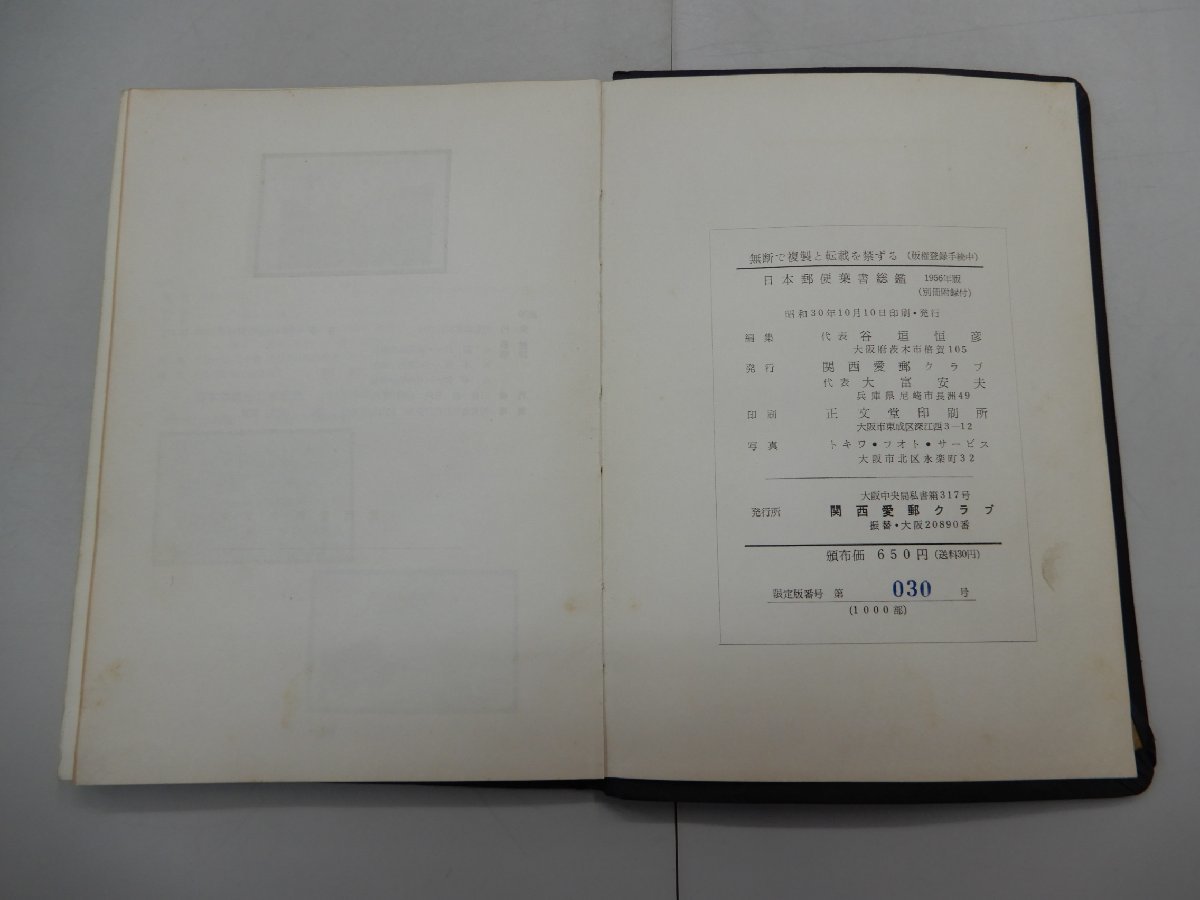 無断で複製と転載を禁ずる (版権登録手続中)
日本郵便葉書総鑑 1956年版
(別冊附録付)
昭和30年10月10日印刷・発行
編集 代表 谷垣恒彦
大阪府茨木市倍賀105
発行 関西愛郵クラブ
代表 大富安夫
兵庫県尼崎市長洲49
印刷 正文堂印刷所
大阪市東成区深江西3-12
写真 トキワ・フオト・サービス
大阪市北区永楽町32
大阪中央局私書箱317号
発行所 関西愛郵クラブ
振替・大阪20890番
頒布価 650円 (送料30円)
限定版番号 第 030 号
(1000部)